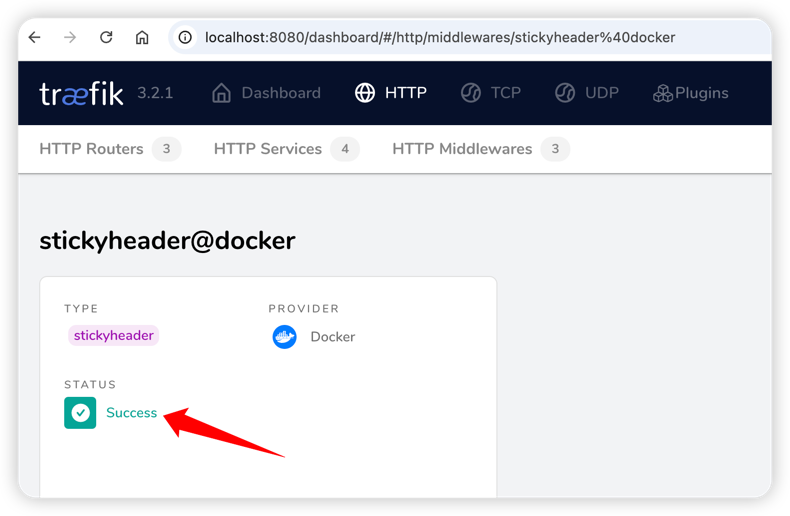 localhost:8080/dashboard/#/http/middlewares/stickyheader%40docker
træfik 3.2.1 Dashboard HTTP TCP UDP Plugins
HTTP Routers 3 HTTP Services 4 HTTP Middlewares 3
stickyheader@docker
TYPE PROVIDER
stickyheader Docker
STATUS
Success